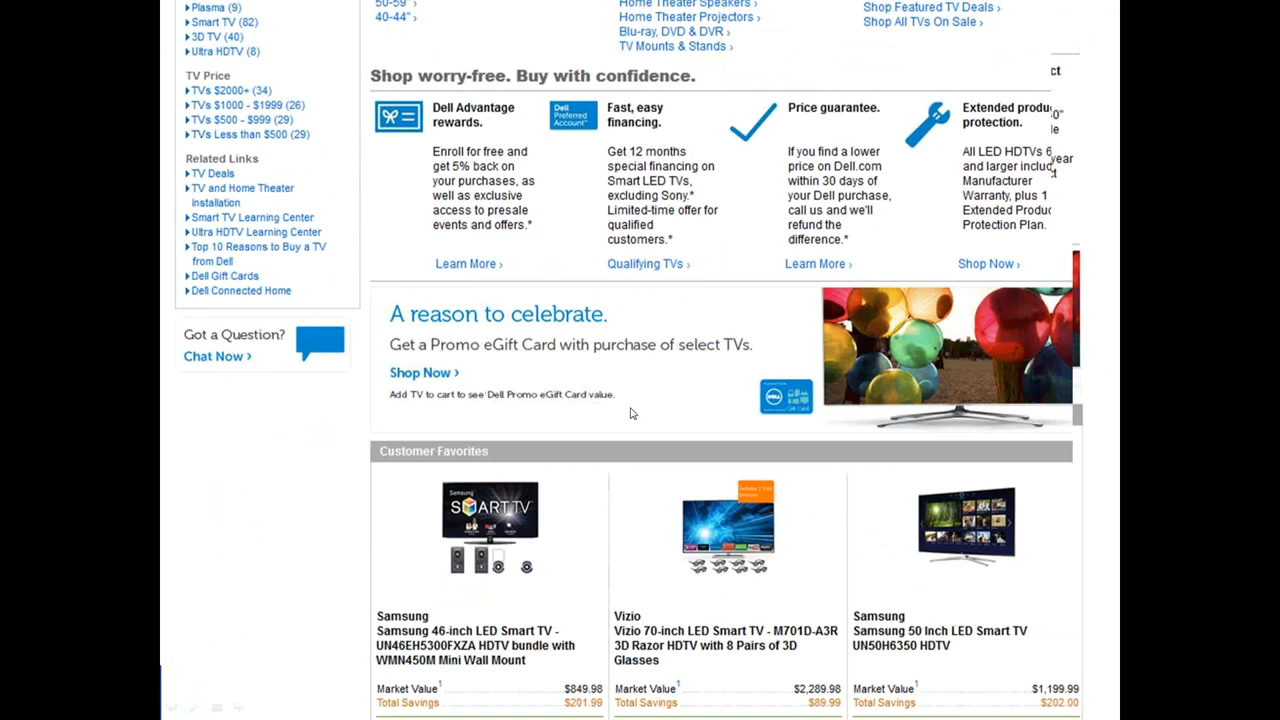 Plasma (9)
Smart TV (82)
3D TV (40)
Ultra HDTV (8)
TV Price
TVs $2000+ (34)
TVs $1000 - $1999 (26)
TVs $500 - $999 (29)
TVs Less than $500 (29)
Related Links
TV Deals
TV and Home Theater
Installation
Smart TV Learning Center
Ultra HDTV Learning Center
Top 10 Reasons to Buy a TV
from Dell
Dell Gift Cards
Dell Connected Home
Got a Question?
Chat Now ›
50-59" ›
40-44" ›
Home Theater Speakers ›
Home Theater Projectors ›
Blu-ray, DVD & DVR ›
TV Mounts & Stands ›
Shop Featured TV Deals ›
Shop All TVs On Sale ›
Shop worry-free. Buy with confidence.
Dell Advantage
rewards.
Enroll for free and
get 5% back on
your purchases, as
well as exclusive
access to presale
events and offers.*
Learn More ›
Dell
Preferred
Account
Fast, easy
financing.
Get 12 months
special financing on
Smart LED TVs,
excluding Sony.*
Limited-time offer for
qualified
customers.*
Qualifying TVs ›
Price guarantee.
If you find a lower
price on Dell.com
within 30 days of
your Dell purchase,
call us and we'll
refund the
difference.*
Learn More ›
Extended produ
protection.
All LED HDTVs 6
and larger includ
Manufacturer
Warranty, plus 1
Extended Produc
Protection Plan.
Shop Now ›
ct
0"
le
year
ct
A reason to celebrate.
Get a Promo eGift Card with purchase of select TVs.
Shop Now ›
Add TV to cart to see Dell Promo eGift Card value.
DELL
Gift Card
Customer Favorites
Samsung
SMART TV
Samsung
Samsung 46-inch LED Smart TV -
UN46EH5300FXZA HDTV bundle with
WMN450M Mini Wall Mount
Market Value1 $849.98
Total Savings $201.99
Vizio
Vizio 70-inch LED Smart TV - M701D-A3R
3D Razor HDTV with 8 Pairs of 3D
Glasses
Market Value1 $2,289.98
Total Savings $89.99
Samsung
Samsung 50 Inch LED Smart TV
UN50H6350 HDTV
Market Value1 $1,199.99
Total Savings $202.00